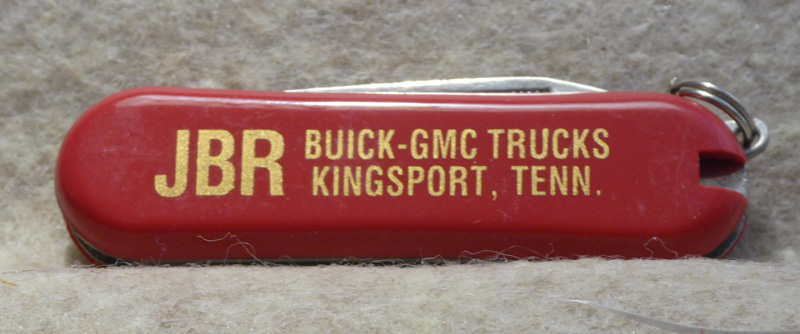 JBR
BUICK-GMC TRUCKS
KINGSPORT, TENN.